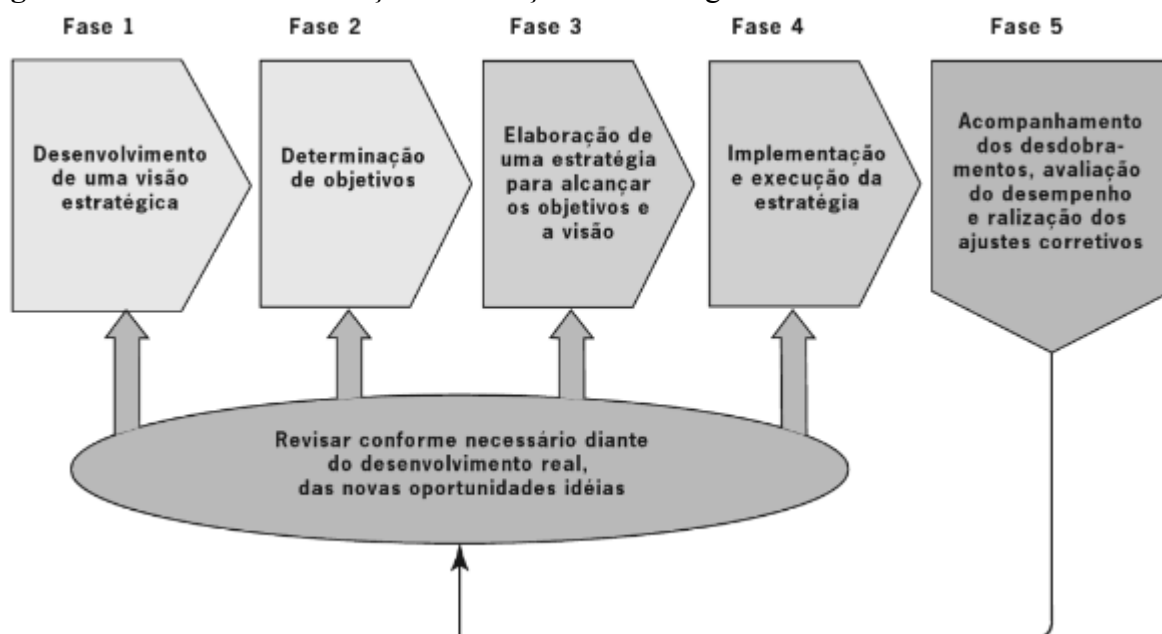 Fase 1
Fase 2
Fase 3
Fase 4
Fase 5
Desenvolvimento
de uma visão
estratégica
Determinação
de objetivos
Elaboração de
uma estratégia
para alcançar
os objetivos e
a visão
Implementação
e execução da
estratégia
Acompanhamento
dos desdobra-
mentos, avaliação
do desempenho
e ralização dos
ajustes corretivos
Revisar conforme necessário diante
do desenvolvimento real,
das novas oportunidades idéias